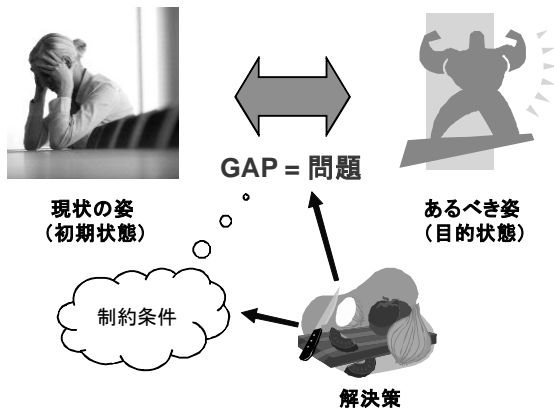 GAP = 問題
現状の姿
（初期状態）
あるべき姿
（目的状態）
制約条件
解決策